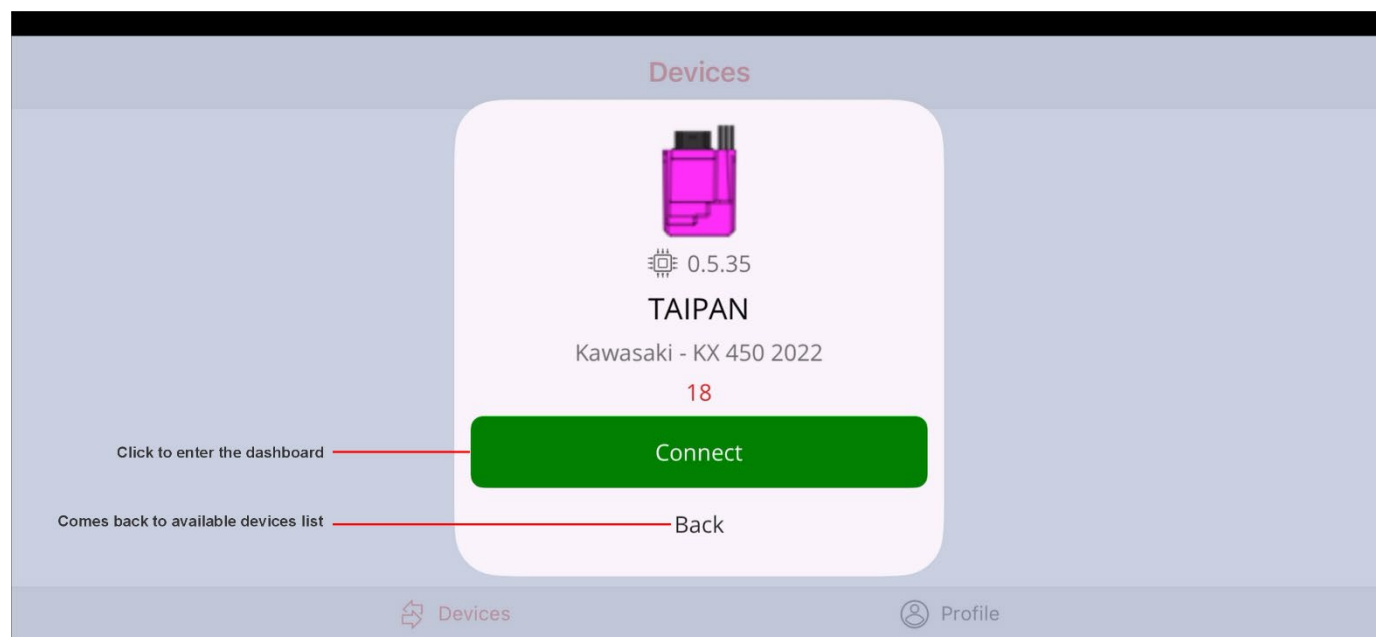 Devices
0.5.35
TAIPAN
Kawasaki - KX 450 2022
18
Click to enter the dashboard
Connect
Comes back to available devices list
Back
Devices
Profile